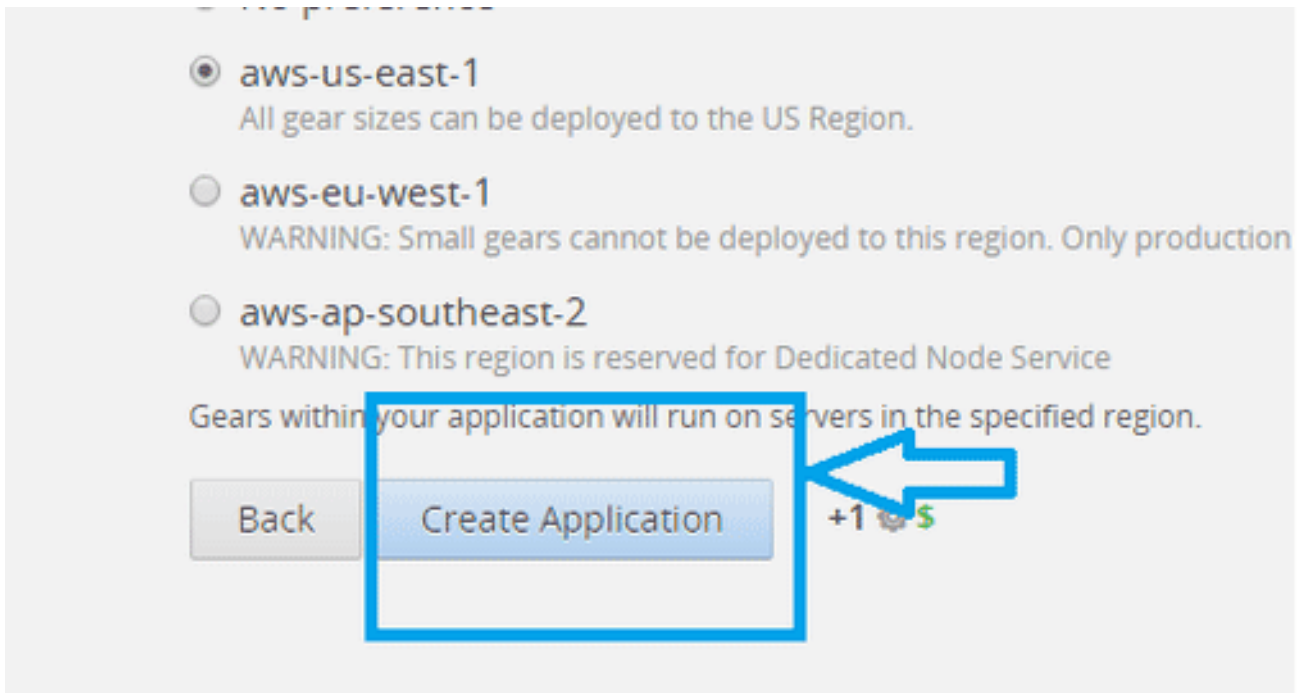 No preference
aws-us-east-1
All gear sizes can be deployed to the US Region.
aws-eu-west-1
WARNING: Small gears cannot be deployed to this region. Only production
aws-ap-southeast-2
WARNING: This region is reserved for Dedicated Node Service
Gears within your application will run on servers in the specified region.
Back Create Application +1 $